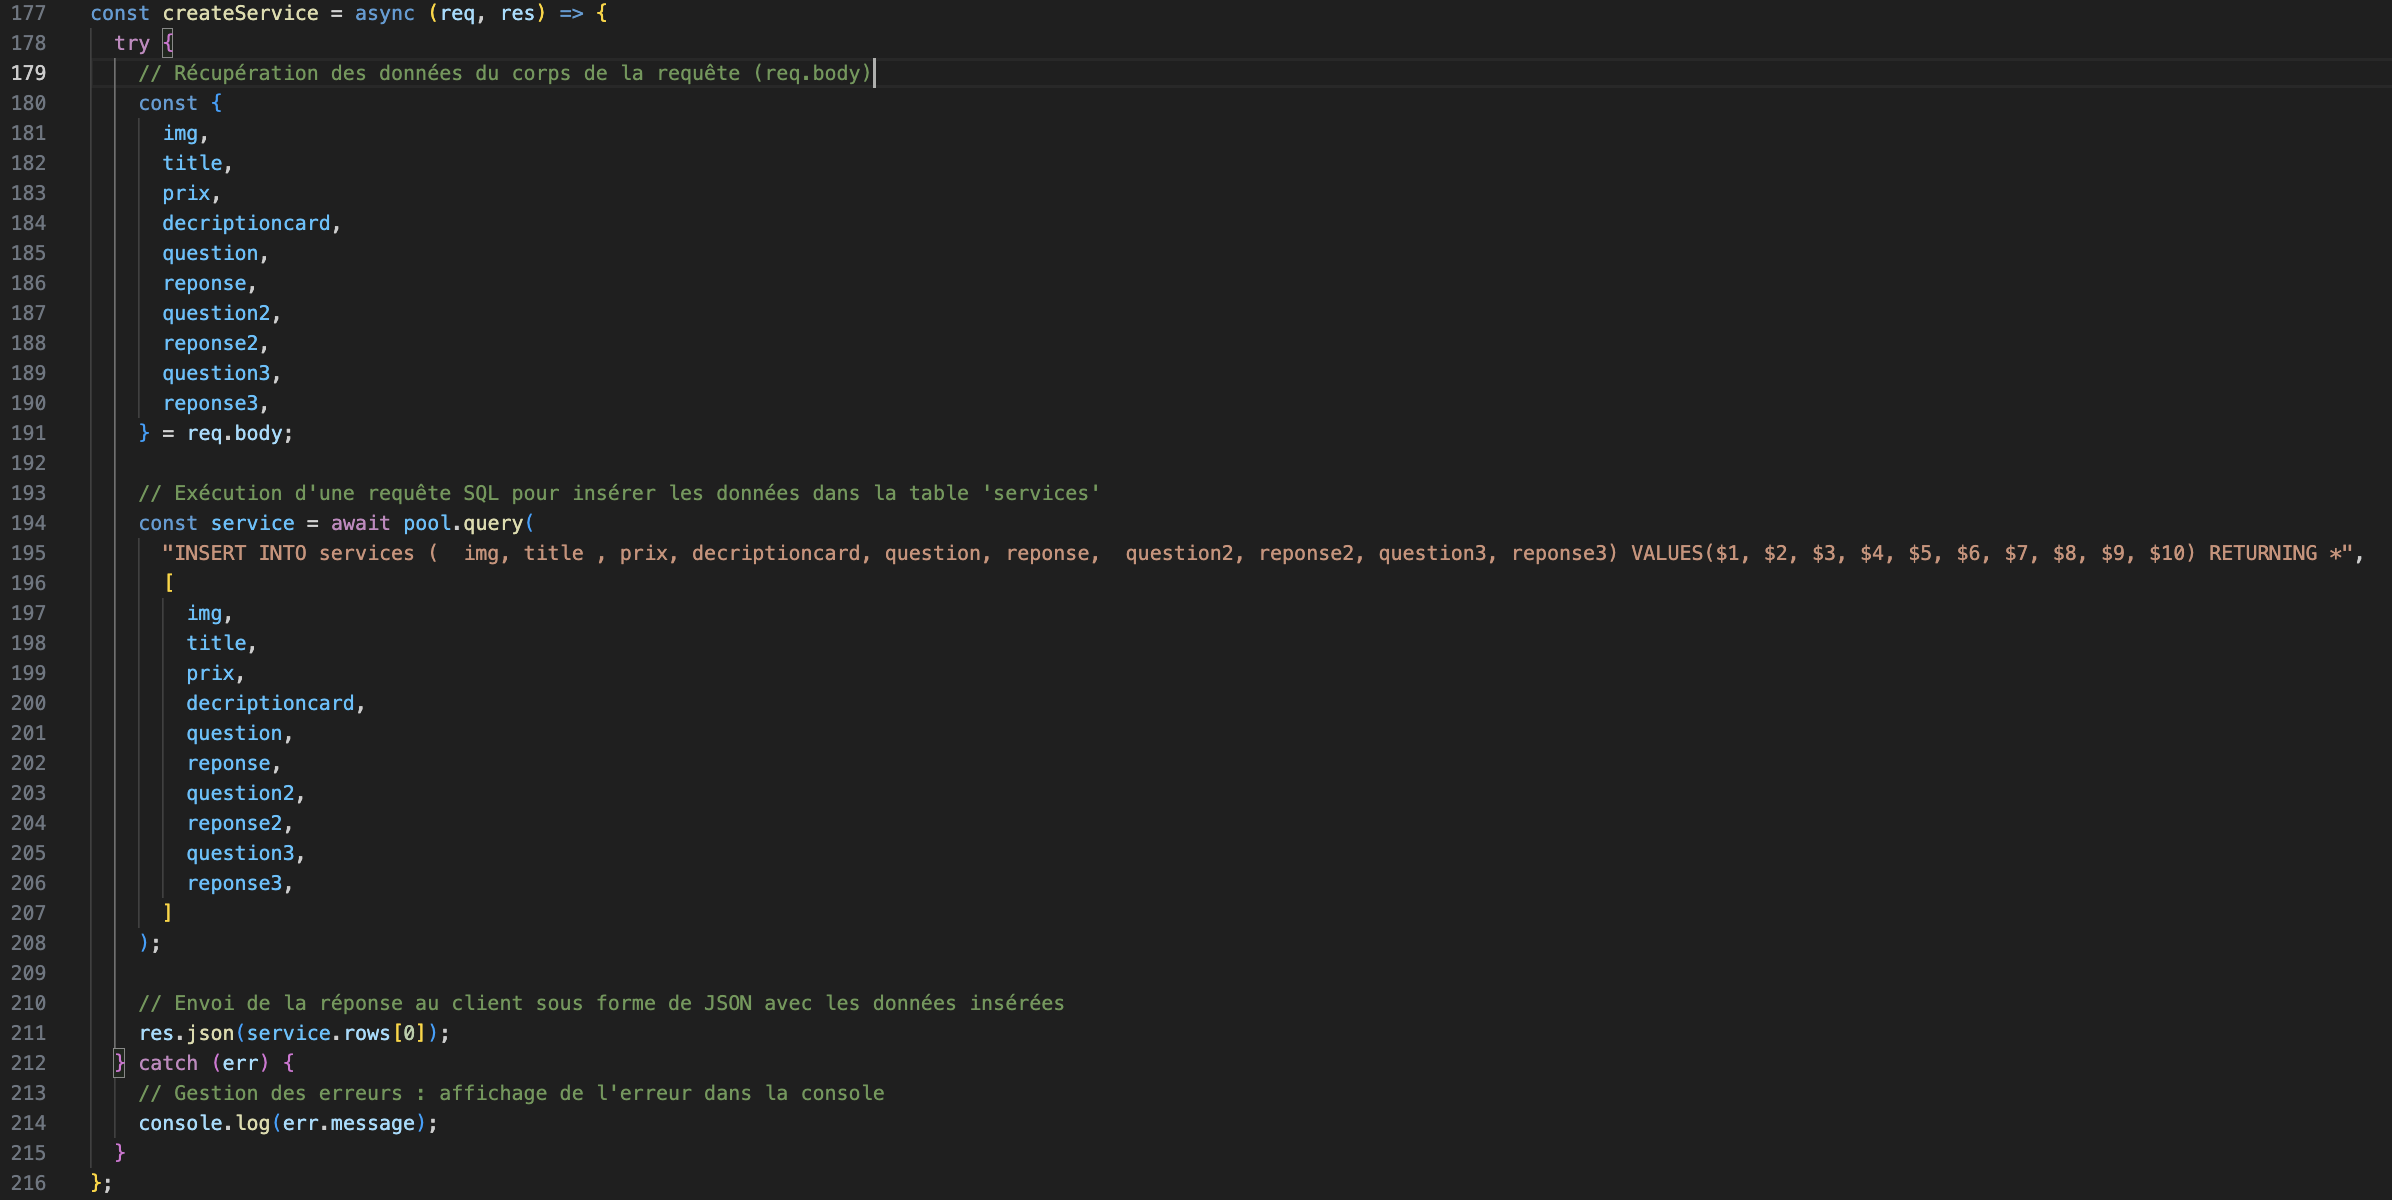 177 const createService = async (req, res) => {
178 try {
179 // Récupération des données du corps de la requête (req.body)
180 const {
181 img,
182 title,
183 prix,
184 decriptioncard,
185 question,
186 reponse,
187 question2,
188 reponse2,
189 question3,
190 reponse3,
191 } = req.body;
192
193 // Exécution d'une requête SQL pour insérer les données dans la table 'services'
194 const service = await pool.query(
195 "INSERT INTO services (  img, title , prix, decriptioncard, question, reponse,  question2, reponse2, question3, reponse3) VALUES($1, $2, $3, $4, $5, $6, $7, $8, $9, $10) RETURNING *",
196 [
197 img,
198 title,
199 prix,
200 decriptioncard,
201 question,
202 reponse,
203 question2,
204 reponse2,
205 question3,
206 reponse3,
207 ]
208 );
209
210 // Envoi de la réponse au client sous forme de JSON avec les données insérées
211 res.json(service.rows[0]);
212 } catch (err) {
213 // Gestion des erreurs : affichage de l'erreur dans la console
214 console.log(err.message);
215 }
216 };